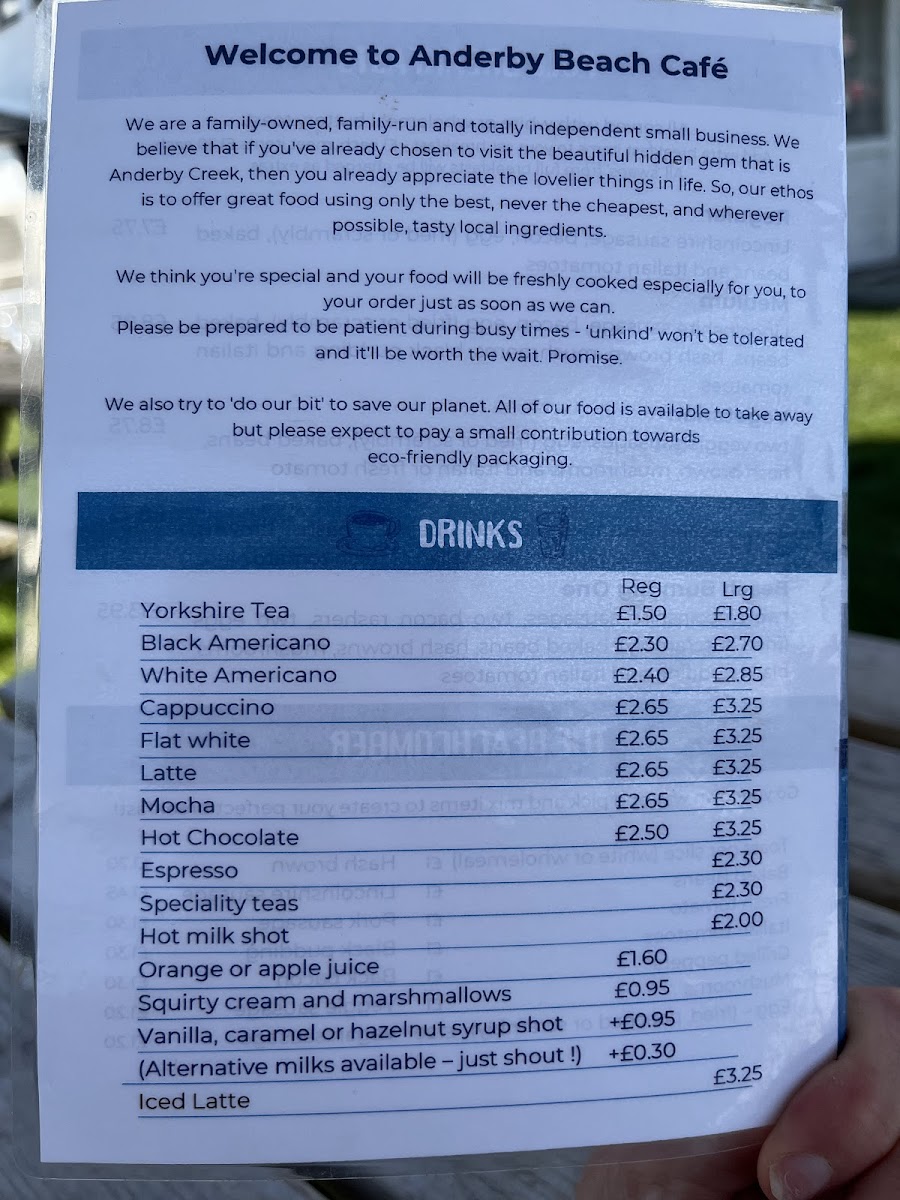 Welcome to Anderby Beach Café
We are a family-owned, family-run and totally independent small business. We
believe that if you've already chosen to visit the beautiful hidden gem that is
Anderby Creek, then you already appreciate the lovelier things in life. So, our ethos
is to offer great food using only the best, never the cheapest, and wherever
possible, tasty local ingredients.
We think you're special and your food will be freshly cooked especially for you, to
your order just as soon as we can.
Please be prepared to be patient during busy times - 'unkind' won't be tolerated
and it'll be worth the wait. Promise.
We also try to 'do our bit' to save our planet. All of our food is available to take away
but please expect to pay a small contribution towards
eco-friendly packaging.
DRINKS
Reg Lrg
Yorkshire Tea £1.50 £1.80
Black Americano £2.30 £2.70
White Americano £2.40 £2.85
Cappuccino £2.65 £3.25
Flat white £2.65 £3.25
Latte £2.65 £3.25
Mocha £2.65 £3.25
Hot Chocolate £2.50 £3.25
Espresso £2.30
Speciality teas £2.30
Hot milk shot £2.00
Orange or apple juice £1.60
Squirty cream and marshmallows £0.95
Vanilla, caramel or hazelnut syrup shot +£0.95
(Alternative milks available – just shout !) +£0.30
Iced Latte £3.25